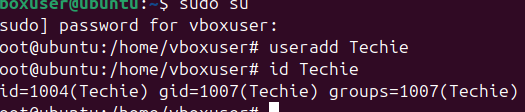 boxuser@ubuntu:~$ sudo su
sudo] password for vboxuser:
oot@ubuntu:/home/vboxuser# useradd Techie
oot@ubuntu:/home/vboxuser# id Techie
id=1004(Techie) gid=1007(Techie) groups=1007(Techie)
oot@ubuntu:/home/vboxuser#